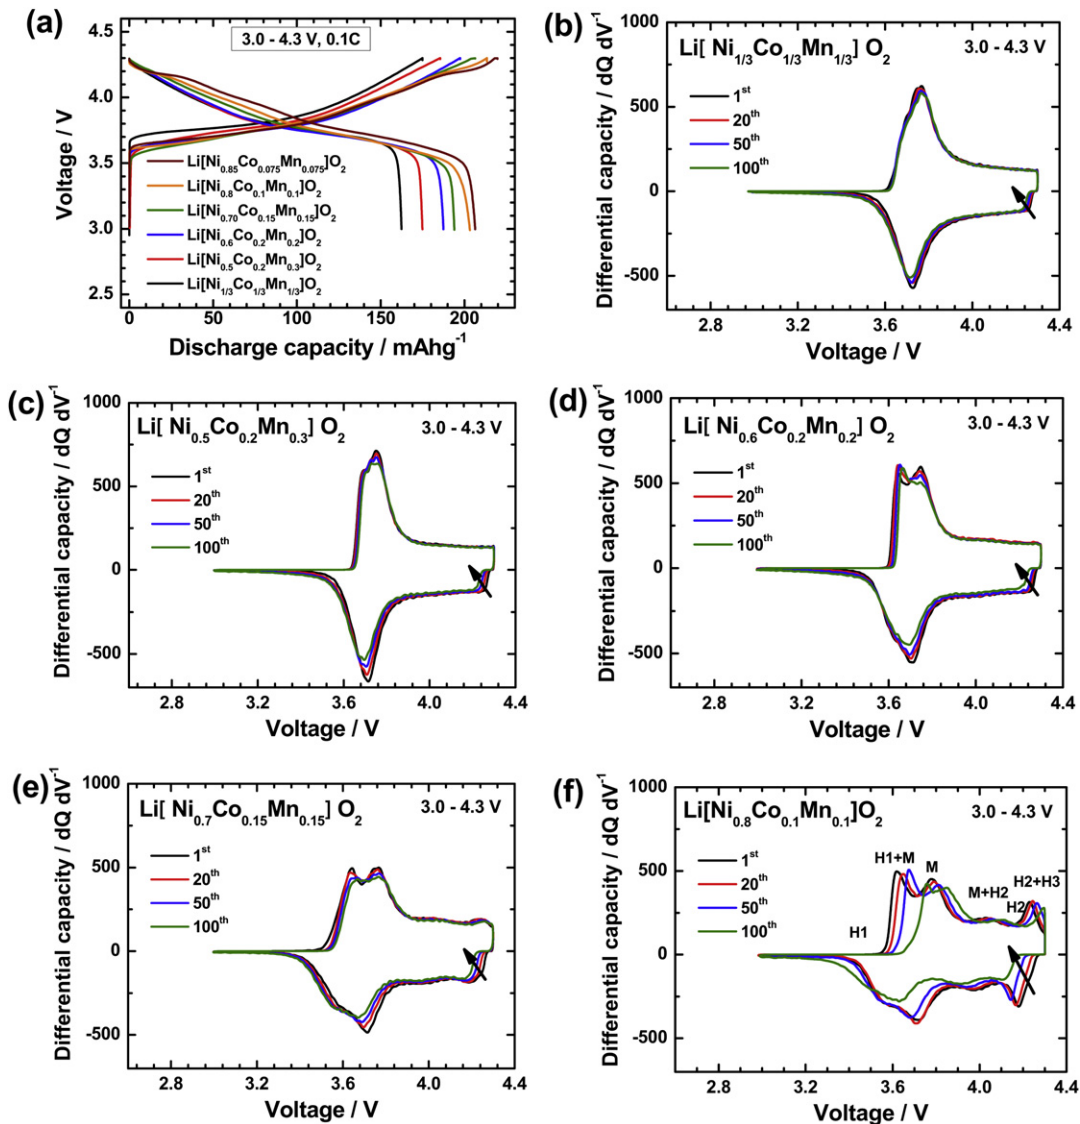 (a)
3.0 - 4.3 V, 0.1C
4.5
4.0
3.5
3.0
2.5
Voltage / V
Li[Ni0.85Co0.075Mn0.075]O2
Li[Ni0.8Co0.1Mn0.1]O2
Li[Ni0.70Co0.15Mn0.15]O2
Li[Ni0.6Co0.2Mn0.2]O2
Li[Ni0.5Co0.2Mn0.3]O2
Li[Ni1/3Co1/3Mn1/3]O2
0 50 100 150 200
Discharge capacity / mAhg-1
(b)
Li[ Ni1/3Co1/3Mn1/3] O2 3.0 - 4.3 V
1st
20th
50th
100th
1000
500
0
-500
Differential capacity / dQ dV-1
2.8 3.2 3.6 4.0 4.4
Voltage / V
(c)
Li[ Ni0.5Co0.2Mn0.3] O2 3.0 - 4.3 V
1st
20th
50th
100th
1000
500
0
-500
Differential capacity / dQ dV-1
2.8 3.2 3.6 4.0 4.4
Voltage / V
(d)
Li[ Ni0.6Co0.2Mn0.2] O2 3.0 - 4.3 V
1st
20th
50th
100th
1000
500
0
-500
Differential capacity / dQ dV-1
2.8 3.2 3.6 4.0 4.4
Voltage / V
(e)
Li[ Ni0.7Co0.15Mn0.15] O2 3.0 - 4.3 V
1st
20th
50th
100th
1000
500
0
-500
Differential capacity / dQ dV-1
2.8 3.2 3.6 4.0 4.4
Voltage / V
(f)
Li[Ni0.8Co0.1Mn0.1]O2 3.0 - 4.3 V
1st
20th
50th
100th
H1
H1+M
M
M+H2
H2
H2+H3
1000
500
0
-500
Differential capacity / dQ dV-1
2.8 3.2 3.6 4.0 4.4
Voltage / V